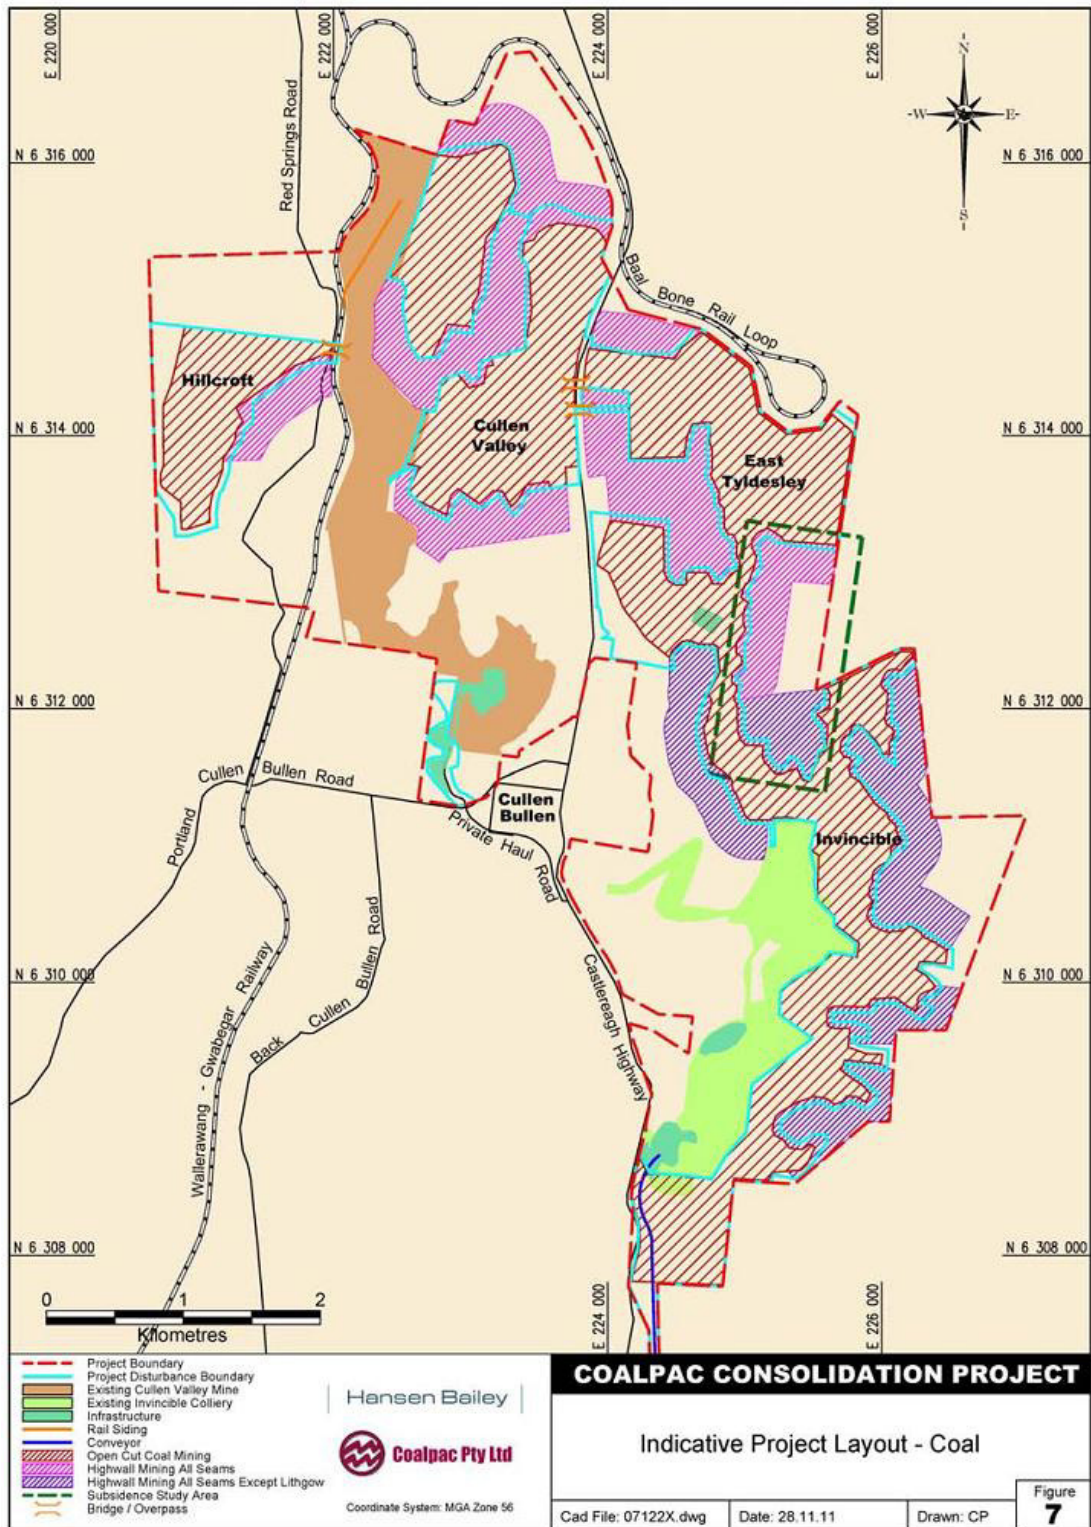 E 220 000
E 222 000
E 224 000
E 226 000
N
-W
E-
S
N 6 316 000
N 6 316 000
Red Springs Road
Baal Bone Rail Loop
Hillcroft
Cullen
Valley
N 6 314 000
N 6 314 000
East
Tyldesley
N 6 312 000
N 6 312 000
Cullen Bullen Road
Portland
Cullen
Bullen
Private Haul Road
Invincible
Back Cullen Bullen Road
Wallerawang - Gwabegar Railway
Castlereagh Highway
N 6 310 000
N 6 310 000
N 6 308 000
N 6 308 000
E 224 000
E 226 000
0 1 2
Kilometres
Project Boundary
Project Disturbance Boundary
Existing Cullen Valley Mine
Existing Invincible Colliery
Infrastructure
Rail Siding
Conveyor
Open Cut Coal Mining
Highwall Mining All Seams
Highwall Mining All Seams Except Lithgow
Subsidence Study Area
Bridge / Overpass
Hansen Bailey
Coalpac Pty Ltd
Coordinate System: MGA Zone 56
COALPAC CONSOLIDATION PROJECT
Indicative Project Layout - Coal
Cad File: 07122X.dwg
Date: 28.11.11
Drawn: CP
Figure
7